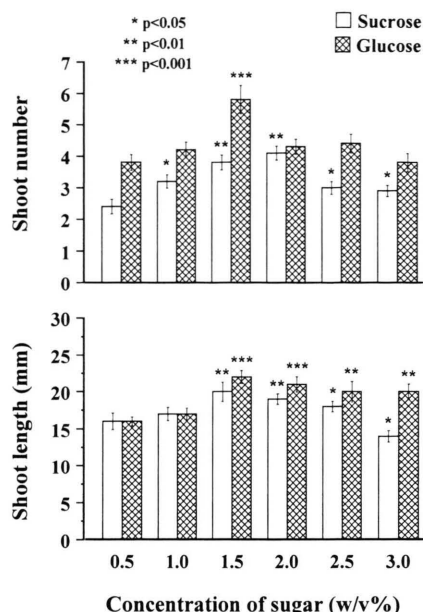 * p<0.05
** p<0.01
*** p<0.001
Sucrose
Glucose
Shoot number
7
6
5
4
3
2
1
0
* ** *** ** * *
Shoot length (mm)
30
25
20
15
10
5
0
** *** ** *** * ** * **
0.5 1.0 1.5 2.0 2.5 3.0
Concentration of sugar (w/v%)